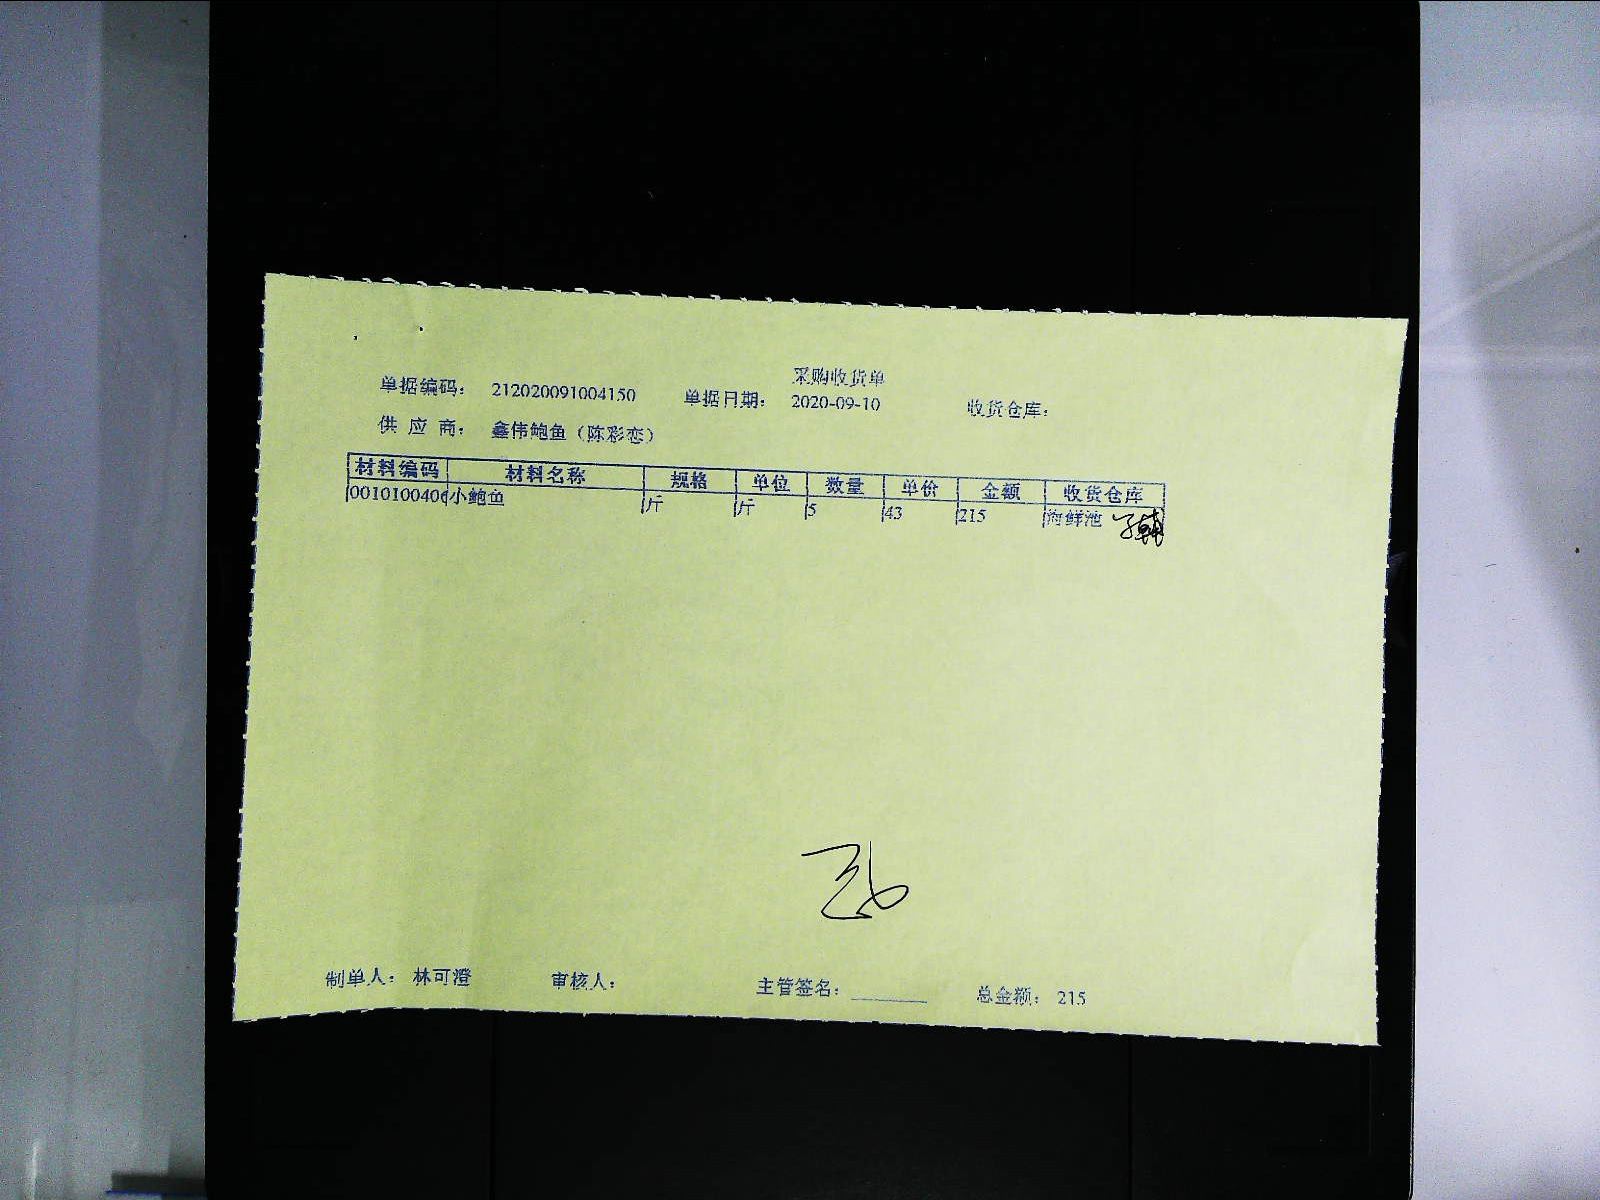 采购收货单
单据编码： 212020091004150 单据日期： 2020-09-10 收货仓库：
供 应 商： 鑫伟鲍鱼（陈彩恋）
材料编码 材料名称 规格 单位 数量 单价 金额 收货仓库
0010100406 小鲍鱼 斤 斤 5 43 215 海鲜池
制单人： 林可澄 审核人： 主管签名： 总金额： 215